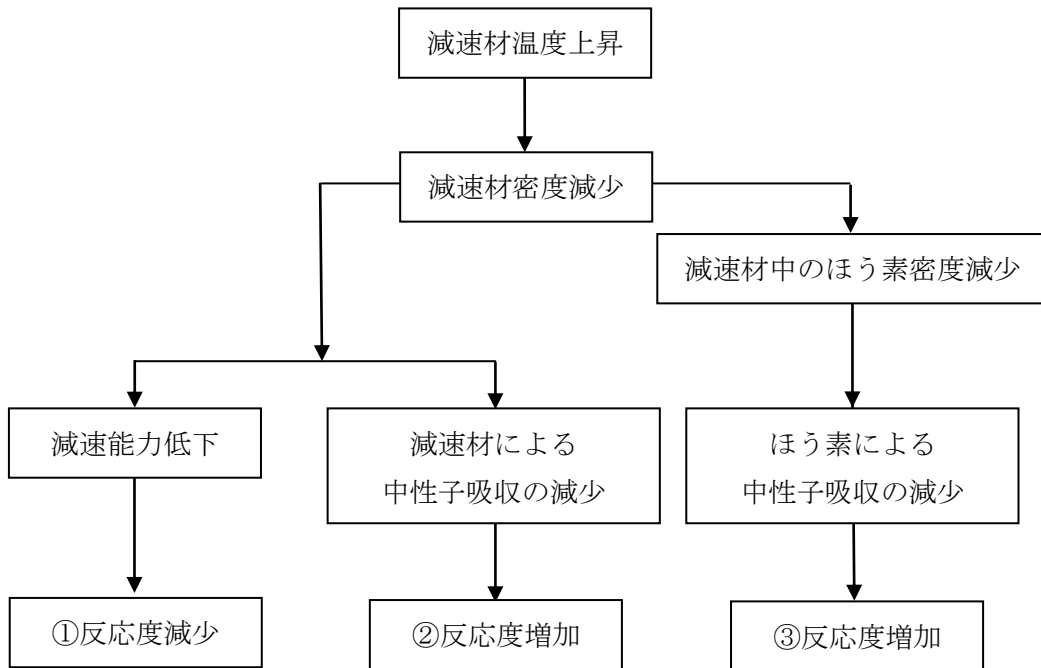 減速材温度上昇
減速材密度減少
減速材中のほう素密度減少
減速能力低下
減速材による
中性子吸収の減少
ほう素による
中性子吸収の減少
①反応度減少
②反応度増加
③反応度増加